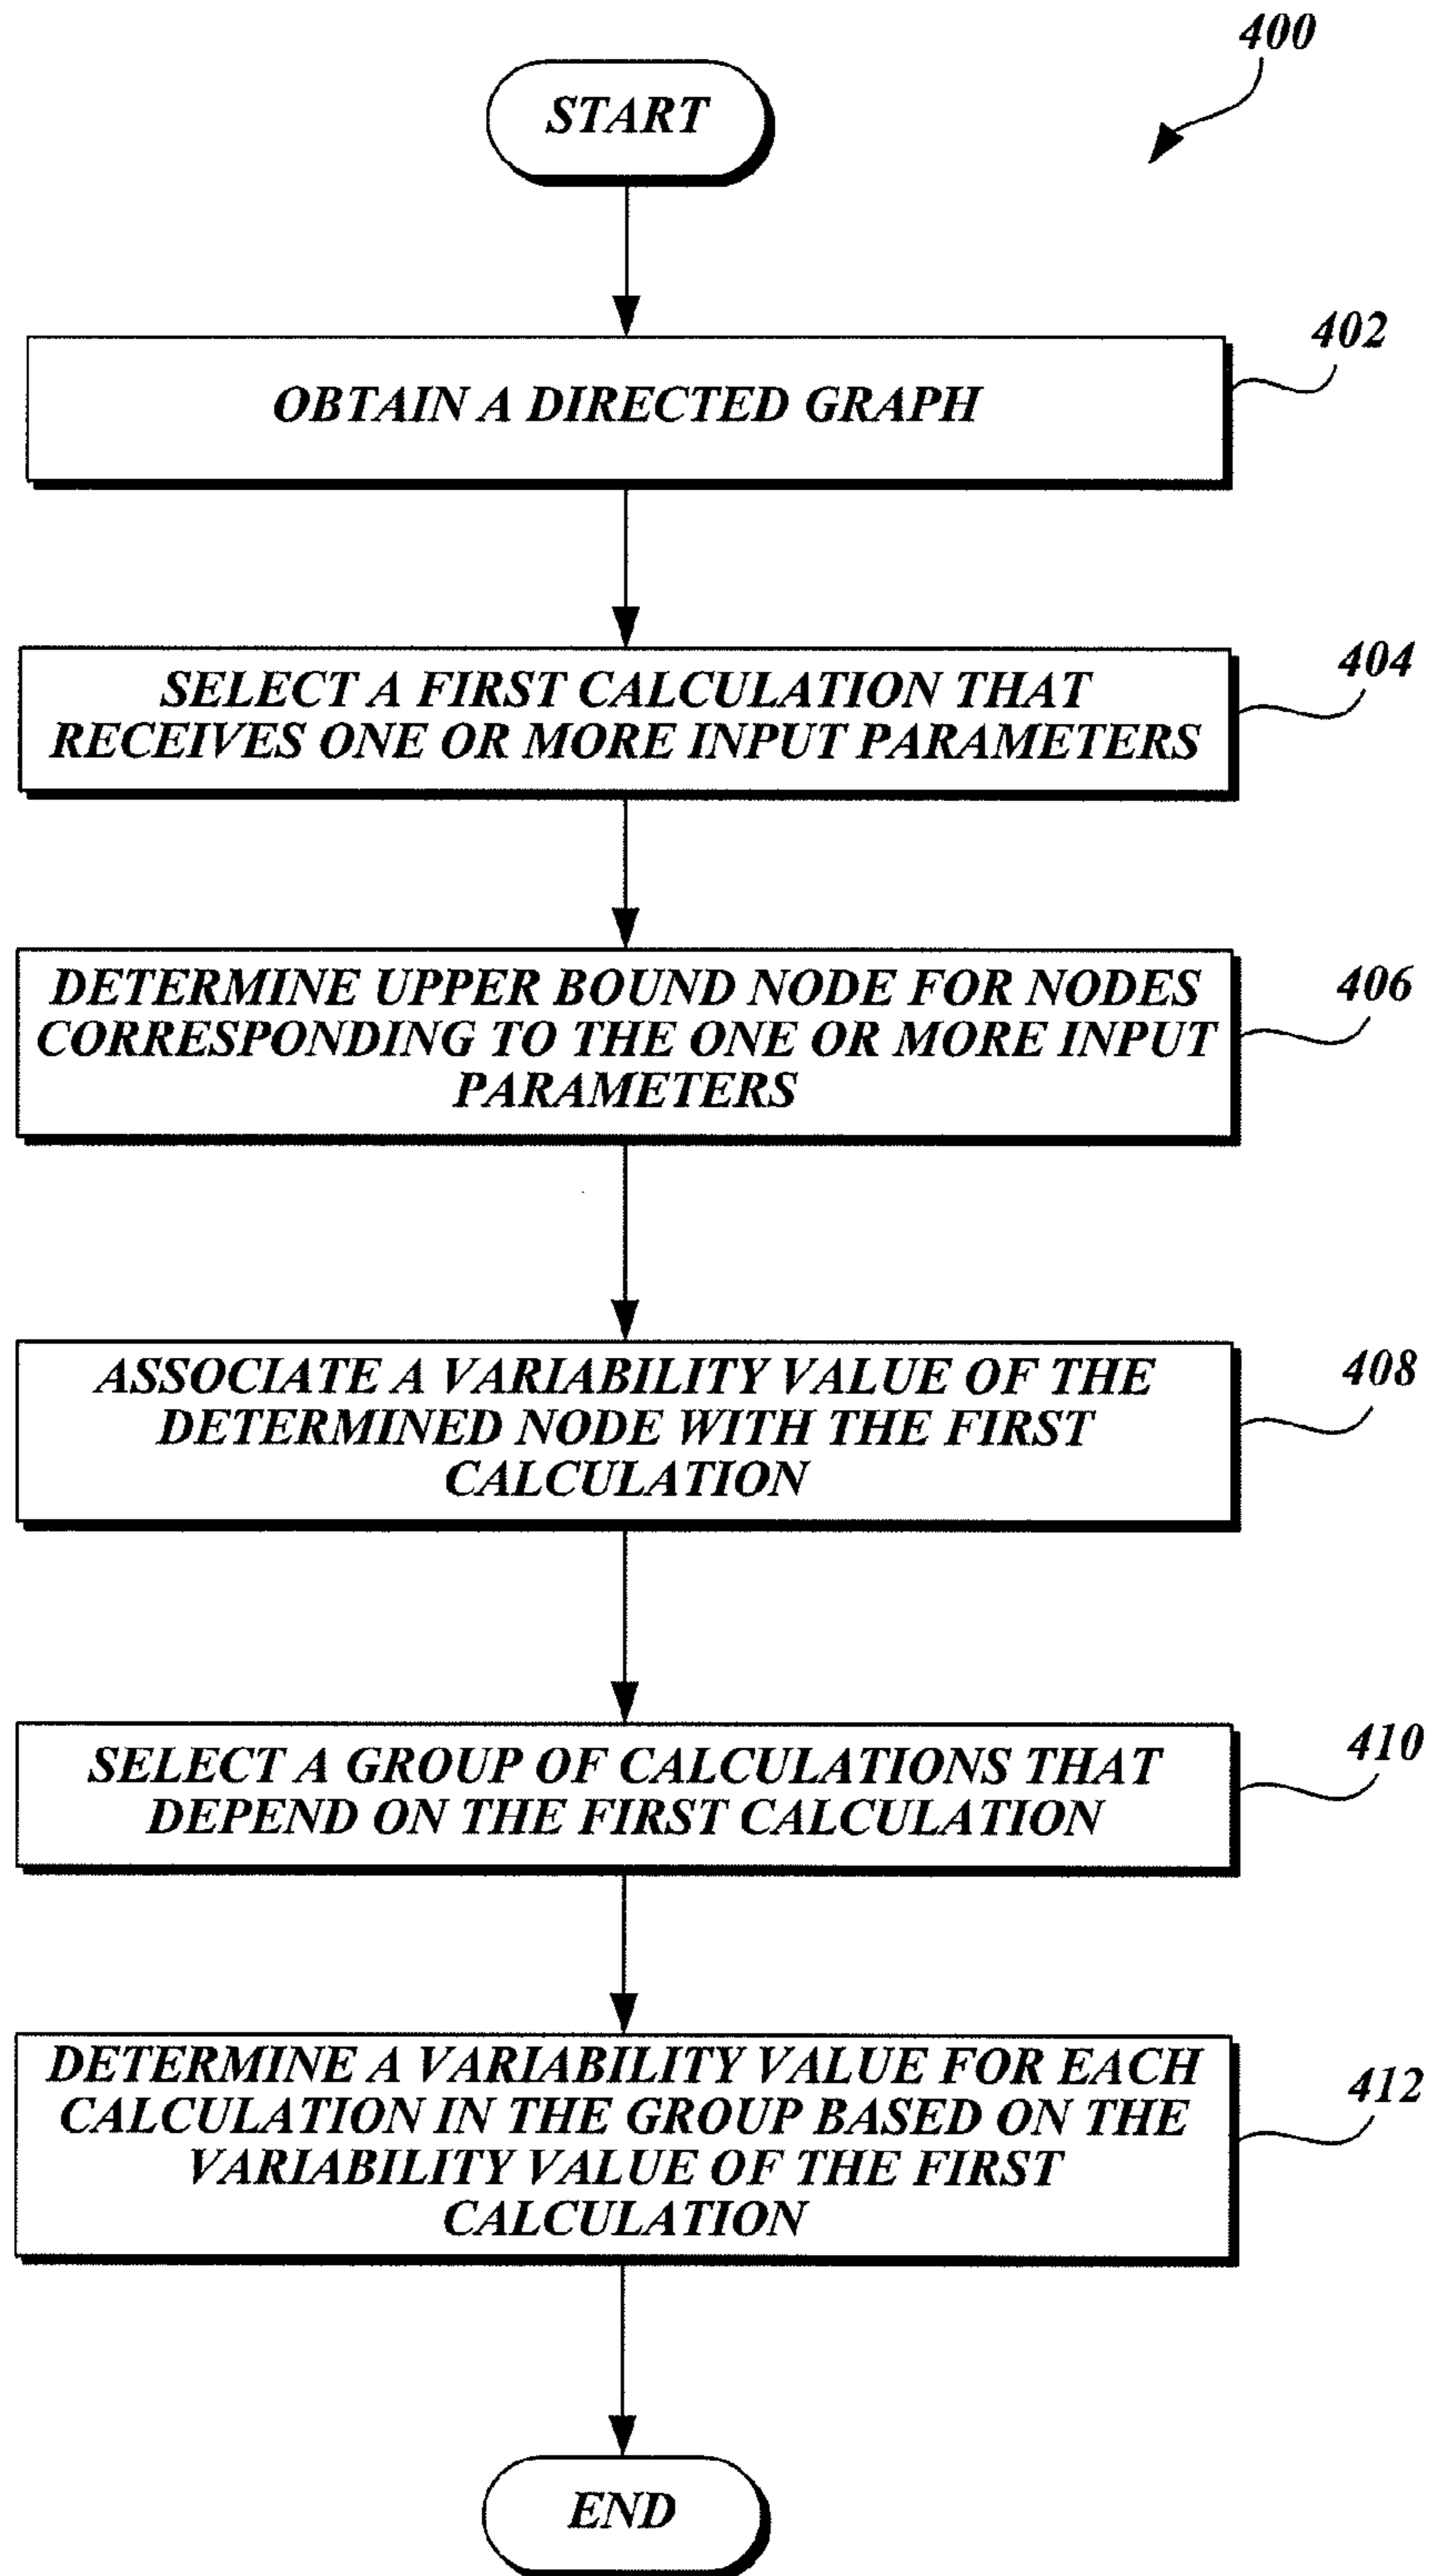 400
START
402
OBTAIN A DIRECTED GRAPH
404
SELECT A FIRST CALCULATION THAT
RECEIVES ONE OR MORE INPUT PARAMETERS
406
DETERMINE UPPER BOUND NODE FOR NODES
CORRESPONDING TO THE ONE OR MORE INPUT
PARAMETERS
408
ASSOCIATE A VARIABILITY VALUE OF THE
DETERMINED NODE WITH THE FIRST
CALCULATION
410
SELECT A GROUP OF CALCULATIONS THAT
DEPEND ON THE FIRST CALCULATION
412
DETERMINE A VARIABILITY VALUE FOR EACH
CALCULATION IN THE GROUP BASED ON THE
VARIABILITY VALUE OF THE FIRST
CALCULATION
END